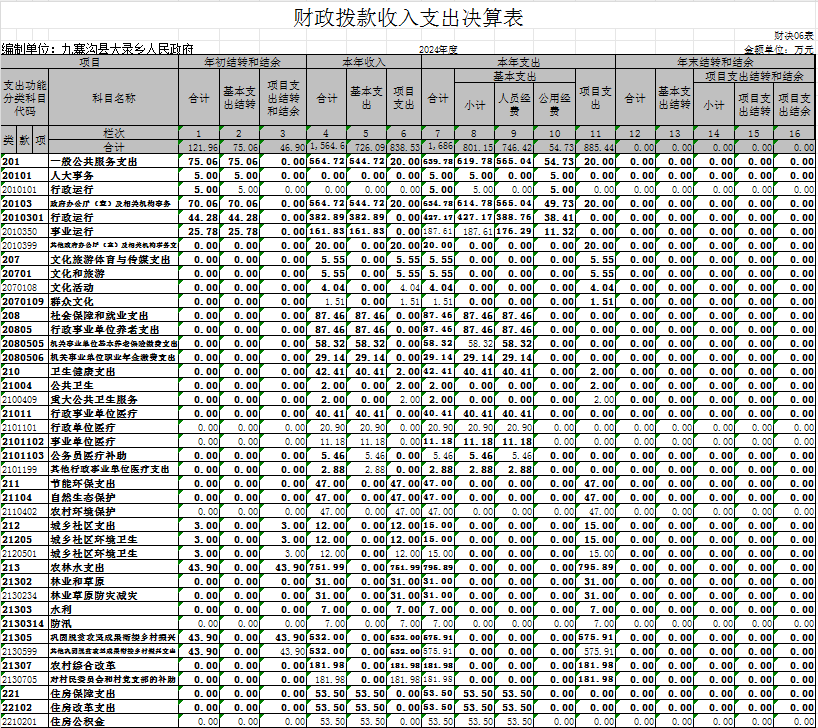 财政拨款收入支出决算表
财决06表
编制单位：九寨沟县大录乡人民政府 2024年度 金额单位：万元
项目 年初结转和结余 本年收入 本年支出 年末结转和结余
支出功能分类科目代码 科目名称 合计 基本支出结转 项目支出结转和结余 合计 基本支出 项目支出 合计 基本支出 项目支出 合计 基本支出结转 项目支出结转和结余
小计 人员经费 公用经费 小计 项目支出结转 项目支出结余
类 款 项 栏次 1 2 3 4 5 6 7 8 9 10 11 12 13 14 15 16
合计 121.96 75.06 46.90 1,564.6 726.09 838.53 1,686 801.15 746.42 54.73 885.44 0.00 0.00 0.00 0.00 0.00
201 一般公共服务支出 75.06 75.06 0.00 564.72 544.72 20.00 639.78 619.78 565.04 54.73 20.00 0.00 0.00 0.00 0.00 0.00
20101 人大事务 5.00 5.00 0.00 0.00 0.00 0.00 5.00 5.00 0.00 5.00 0.00 0.00 0.00 0.00 0.00 0.00
2010101 行政运行 5.00 5.00 0.00 0.00 0.00 0.00 5.00 5.00 0.00 5.00 0.00 0.00 0.00 0.00 0.00 0.00
20103 政府办公厅（室）及相关机构事务 70.06 70.06 0.00 564.72 544.72 20.00 634.78 614.78 565.04 49.73 20.00 0.00 0.00 0.00 0.00 0.00
2010301 行政运行 44.28 44.28 0.00 382.89 382.89 0.00 427.17 427.17 388.76 38.41 0.00 0.00 0.00 0.00 0.00 0.00
2010350 事业运行 25.78 25.78 0.00 161.83 161.83 0.00 187.61 187.61 176.29 11.32 0.00 0.00 0.00 0.00 0.00 0.00
2010399 其他政府办公厅（室）及相关机构事务支 0.00 0.00 0.00 20.00 0.00 20.00 20.00 0.00 0.00 0.00 20.00 0.00 0.00 0.00 0.00 0.00
207 文化旅游体育与传媒支出 0.00 0.00 0.00 5.55 0.00 5.55 5.55 0.00 0.00 0.00 5.55 0.00 0.00 0.00 0.00 0.00
20701 文化和旅游 0.00 0.00 0.00 5.55 0.00 5.55 5.55 0.00 0.00 0.00 5.55 0.00 0.00 0.00 0.00 0.00
2070108 文化活动 0.00 0.00 0.00 4.04 0.00 4.04 4.04 0.00 0.00 0.00 4.04 0.00 0.00 0.00 0.00 0.00
2070109 群众文化 0.00 0.00 0.00 1.51 0.00 1.51 1.51 0.00 0.00 0.00 1.51 0.00 0.00 0.00 0.00 0.00
208 社会保障和就业支出 0.00 0.00 0.00 87.46 87.46 0.00 87.46 87.46 87.46 0.00 0.00 0.00 0.00 0.00 0.00 0.00
20805 行政事业单位养老支出 0.00 0.00 0.00 87.46 87.46 0.00 87.46 87.46 87.46 0.00 0.00 0.00 0.00 0.00 0.00 0.00
2080505 机关事业单位基本养老保险缴费支出 0.00 0.00 0.00 58.32 58.32 0.00 58.32 58.32 58.32 0.00 0.00 0.00 0.00 0.00 0.00 0.00
2080506 机关事业单位职业年金缴费支出 0.00 0.00 0.00 29.14 29.14 0.00 29.14 29.14 29.14 0.00 0.00 0.00 0.00 0.00 0.00 0.00
210 卫生健康支出 0.00 0.00 0.00 42.41 40.41 2.00 42.41 40.41 40.41 0.00 2.00 0.00 0.00 0.00 0.00 0.00
21004 公共卫生 0.00 0.00 0.00 2.00 0.00 2.00 2.00 0.00 0.00 0.00 2.00 0.00 0.00 0.00 0.00 0.00
2100409 重大公共卫生服务 0.00 0.00 0.00 2.00 0.00 2.00 2.00 0.00 0.00 0.00 2.00 0.00 0.00 0.00 0.00 0.00
21011 行政事业单位医疗 0.00 0.00 0.00 40.41 40.41 0.00 40.41 40.41 40.41 0.00 0.00 0.00 0.00 0.00 0.00 0.00
2101101 行政单位医疗 0.00 0.00 0.00 20.90 20.90 0.00 20.90 20.90 20.90 0.00 0.00 0.00 0.00 0.00 0.00 0.00
2101102 事业单位医疗 0.00 0.00 0.00 11.18 11.18 0.00 11.18 11.18 11.18 0.00 0.00 0.00 0.00 0.00 0.00 0.00
2101103 公务员医疗补助 0.00 0.00 0.00 5.46 5.46 0.00 5.46 5.46 5.46 0.00 0.00 0.00 0.00 0.00 0.00 0.00
2101199 其他行政事业单位医疗支出 0.00 0.00 0.00 2.88 2.88 0.00 2.88 2.88 2.88 0.00 0.00 0.00 0.00 0.00 0.00 0.00
211 节能环保支出 0.00 0.00 0.00 47.00 0.00 47.00 47.00 0.00 0.00 0.00 47.00 0.00 0.00 0.00 0.00 0.00
21104 自然生态保护 0.00 0.00 0.00 47.00 0.00 47.00 47.00 0.00 0.00 0.00 47.00 0.00 0.00 0.00 0.00 0.00
2110402 农村环境保护 0.00 0.00 0.00 47.00 0.00 47.00 47.00 0.00 0.00 0.00 47.00 0.00 0.00 0.00 0.00 0.00
212 城乡社区支出 3.00 0.00 3.00 12.00 0.00 12.00 15.00 0.00 0.00 0.00 15.00 0.00 0.00 0.00 0.00 0.00
21205 城乡社区环境卫生 3.00 0.00 3.00 12.00 0.00 12.00 15.00 0.00 0.00 0.00 15.00 0.00 0.00 0.00 0.00 0.00
2120501 城乡社区环境卫生 3.00 0.00 3.00 12.00 0.00 12.00 15.00 0.00 0.00 0.00 15.00 0.00 0.00 0.00 0.00 0.00
213 农林水支出 43.90 0.00 43.90 751.99 0.00 751.99 795.89 0.00 0.00 0.00 795.89 0.00 0.00 0.00 0.00 0.00
21302 林业和草原 0.00 0.00 0.00 31.00 0.00 31.00 31.00 0.00 0.00 0.00 31.00 0.00 0.00 0.00 0.00 0.00
2130234 林业草原防灾减灾 0.00 0.00 0.00 31.00 0.00 31.00 31.00 0.00 0.00 0.00 31.00 0.00 0.00 0.00 0.00 0.00
21303 水利 0.00 0.00 0.00 7.00 0.00 7.00 7.00 0.00 0.00 0.00 7.00 0.00 0.00 0.00 0.00 0.00
2130314 防汛 0.00 0.00 0.00 7.00 0.00 7.00 7.00 0.00 0.00 0.00 7.00 0.00 0.00 0.00 0.00 0.00
21305 巩固脱贫攻坚成果衔接乡村振兴 43.90 0.00 43.90 532.00 0.00 532.00 575.91 0.00 0.00 0.00 575.91 0.00 0.00 0.00 0.00 0.00
2130599 其他巩固脱贫攻坚成果衔接乡村振兴支出 43.90 0.00 43.90 532.00 0.00 532.00 575.91 0.00 0.00 0.00 575.91 0.00 0.00 0.00 0.00 0.00
21307 农村综合改革 0.00 0.00 0.00 181.98 0.00 181.98 181.98 0.00 0.00 0.00 181.98 0.00 0.00 0.00 0.00 0.00
2130705 对村民委员会和村党支部的补助 0.00 0.00 0.00 181.98 0.00 181.98 181.98 0.00 0.00 0.00 181.98 0.00 0.00 0.00 0.00 0.00
221 住房保障支出 0.00 0.00 0.00 53.50 53.50 0.00 53.50 53.50 53.50 0.00 0.00 0.00 0.00 0.00 0.00 0.00
22102 住房改革支出 0.00 0.00 0.00 53.50 53.50 0.00 53.50 53.50 53.50 0.00 0.00 0.00 0.00 0.00 0.00 0.00
2210201 住房公积金 0.00 0.00 0.00 53.50 53.50 0.00 53.50 53.50 53.50 0.00 0.00 0.00 0.00 0.00 0.00 0.00